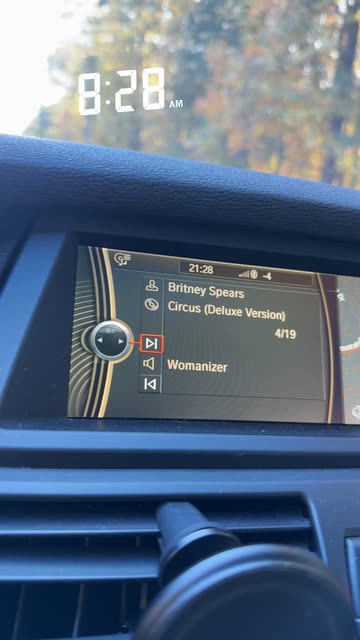 8:28 AM
21:28 -4
Britney Spears
Circus (Deluxe Version)
4/19
Womanizer